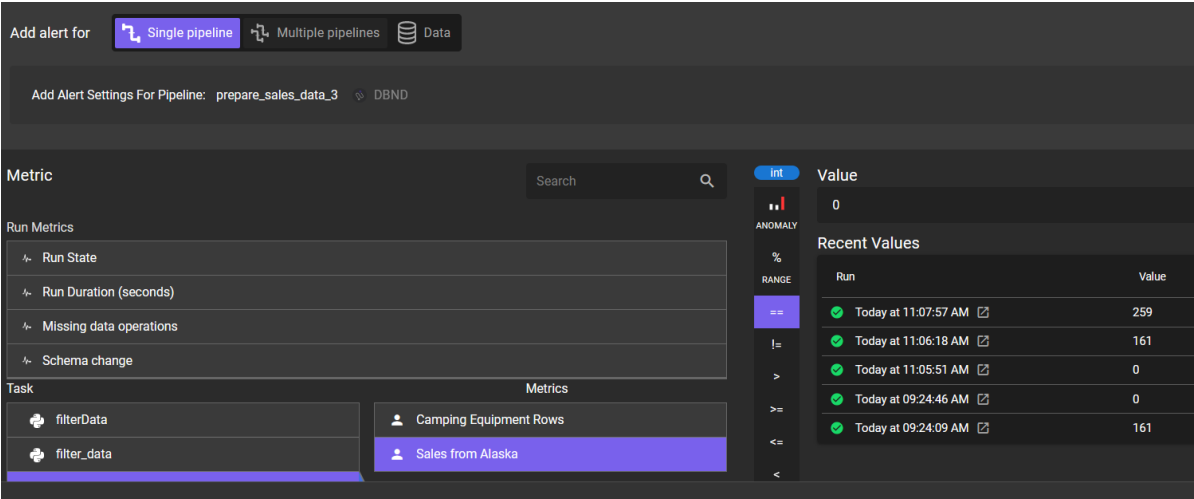 Add alert for
Single pipeline
Multiple pipelines
Data
Add Alert Settings For Pipeline: prepare_sales_data_3 DBND
Metric
Search
Run Metrics
Run State
Run Duration (seconds)
Missing data operations
Schema change
Task
filterData
filter_data
Metrics
Camping Equipment Rows
Sales from Alaska
int
ANOMALY
%
RANGE
==
!=
>
>=
<=
<
Value
0
Recent Values
Run Value
Today at 11:07:57 AM 259
Today at 11:06:18 AM 161
Today at 11:05:51 AM 0
Today at 09:24:46 AM 0
Today at 09:24:09 AM 161